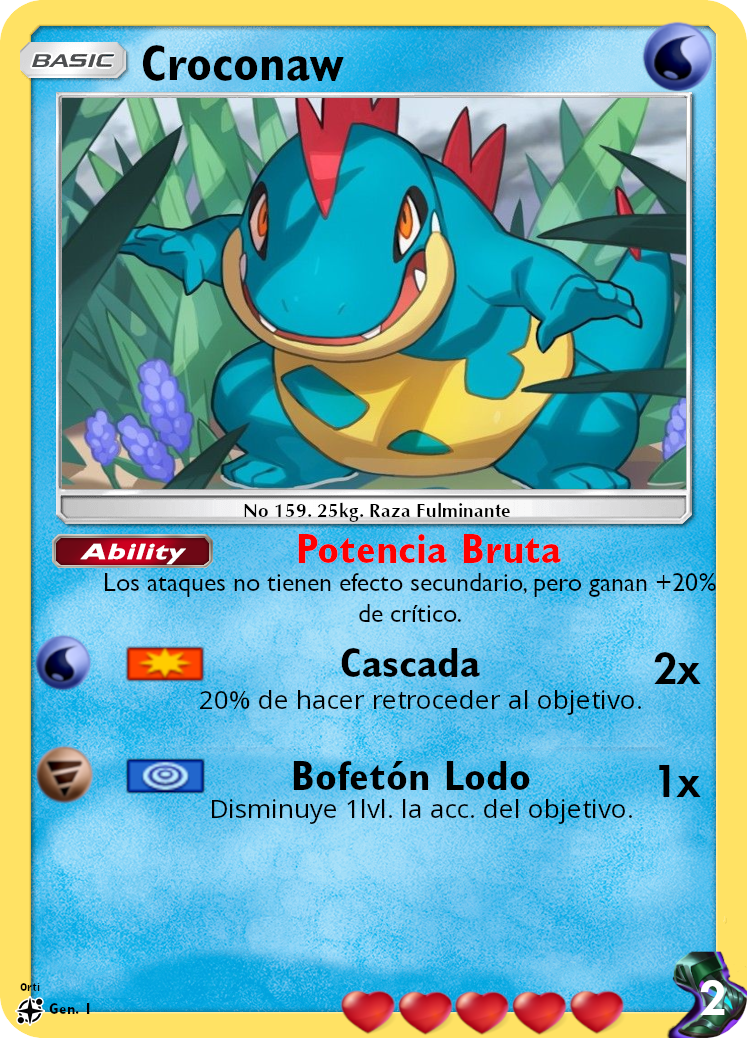 BASIC Croconaw
No 159. 25kg. Raza Fulminante
Ability Potencia Bruta
Los ataques no tienen efecto secundario, pero ganan +20%
de crítico.
Cascada 2x
20% de hacer retroceder al objetivo.
Bofetón Lodo 1x
Disminuye 1lvl. la acc. del objetivo.
Orti
Gen. I
2